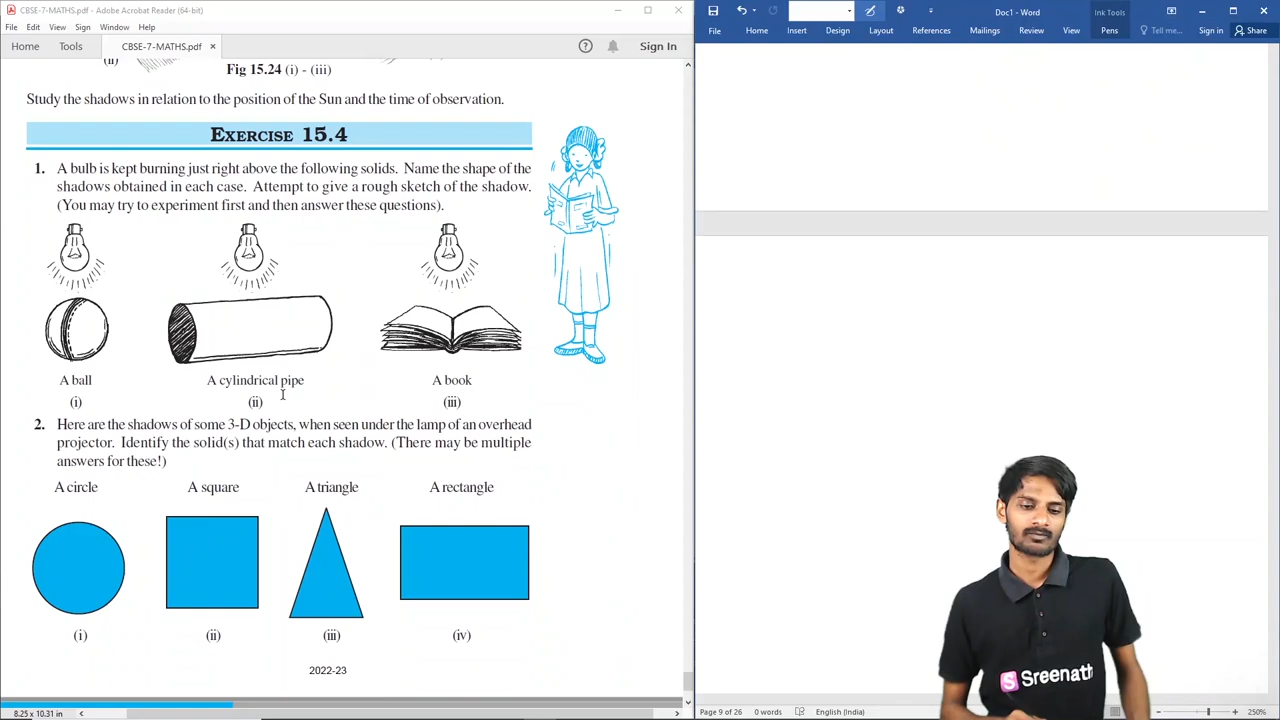 CBSE-7-MATHS.pdf - Adobe Acrobat Reader (64-bit)
File Edit View Sign Window Help
Home Tools CBSE-7-MATHS.pdf × Sign In
(ii)
Fig 15.24 (i) - (iii)
Study the shadows in relation to the position of the Sun and the time of observation.
EXERCISE 15.4
1. A bulb is kept burning just right above the following solids. Name the shape of the
shadows obtained in each case. Attempt to give a rough sketch of the shadow.
(You may try to experiment first and then answer these questions).
A ball A cylindrical pipe A book
(i) (ii) (iii)
2. Here are the shadows of some 3-D objects, when seen under the lamp of an overhead
projector. Identify the solid(s) that match each shadow. (There may be multiple
answers for these!)
A circle A square A triangle A rectangle
(i) (ii) (iii) (iv)
2022-23
8.25 x 10.31 in
Doc1 - Word Ink Tools
File Home Insert Design Layout References Mailings Review View Pens Tell me... Sign in Share
S Sreenath
Page 9 of 26 0 words English (India) 250%